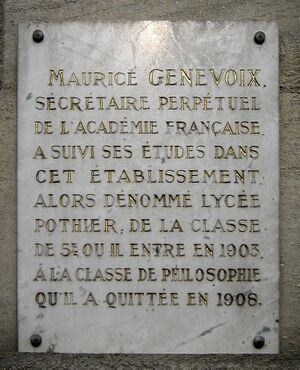 MAURICE GENEVOIX,
SÉCRÉTAIRE PERPÉTUEL
DE L'ACADÉMIE FRANÇAISE,
A SUIVI SES ÉTUDES DANS
CET ÉTABLISSEMENT.
ALORS DÉNOMMÉ LYCÉE
POTHIER, DE LA CLASSE
DE 5E OU IL ENTRE EN 1903.
À LA CLASSE DE PHILOSOPHIE
QU'IL A QUITTÉE EN 1908.